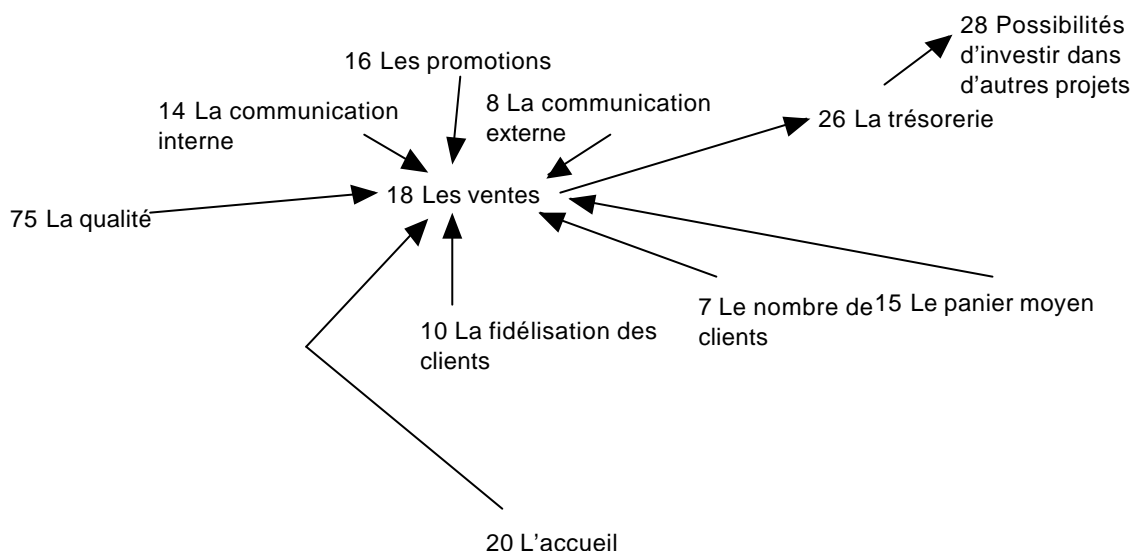 28 Possibilités
d'investir dans
d'autres projets
16 Les promotions
14 La communication
interne
8 La communication
externe
26 La trésorerie
18 Les ventes
75 La qualité
7 Le nombre de
clients
15 Le panier moyen
10 La fidélisation des
clients
20 L'accueil